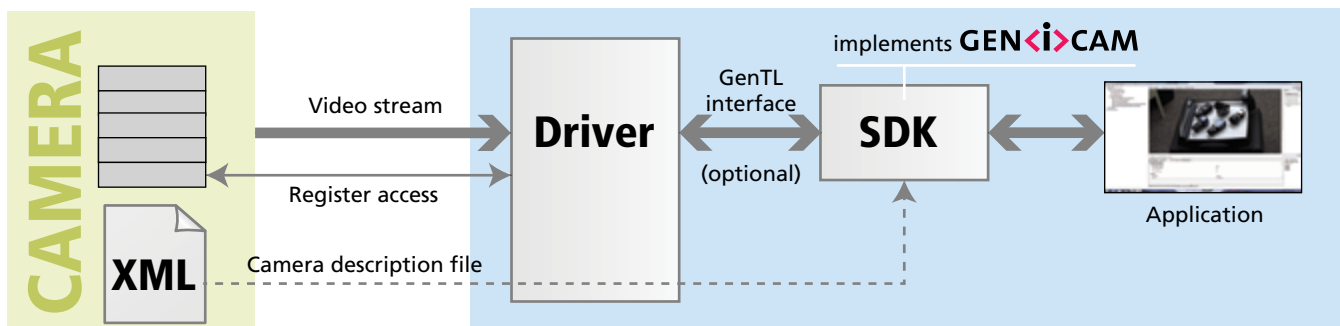 CAMERA
XML
Video stream
Register access
Camera description file
Driver
GenTL
interface
(optional)
implements GEN<i>CAM
SDK
Application